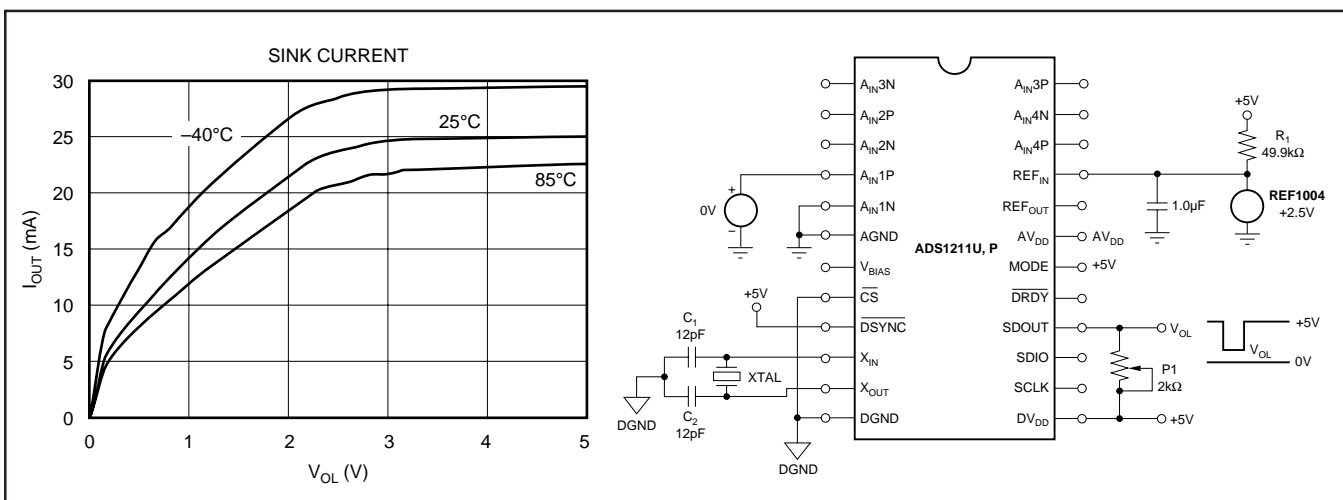 SINK CURRENT
30
25
20
15
10
5
0
I_OUT (mA)
–40°C
25°C
85°C
0
1
2
3
4
5
V_OL (V)
A_IN3N
A_IN2P
A_IN2N
A_IN1P
A_IN1N
AGND
V_BIAS
CS
DSYNC
X_IN
X_OUT
DGND
ADS1211U, P
A_IN3P
A_IN4N
A_IN4P
REF_IN
REF_OUT
AV_DD
MODE
DRDY
SDOUT
SDIO
SCLK
DV_DD
+
0V
–
+5V
C1
12pF
XTAL
C2
12pF
DGND
DGND
+5V
R1
49.9kΩ
1.0µF
REF1004
+2.5V
AV_DD
+5V
V_OL
P1
2kΩ
+5V
+5V
V_OL
0V